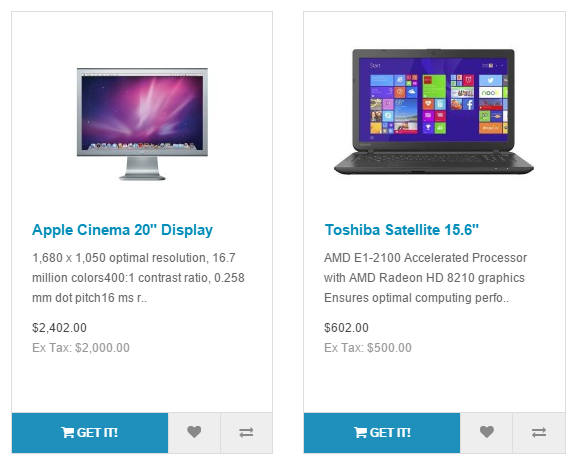 Apple Cinema 20" Display
1,680 x 1,050 optimal resolution, 16.7
million colors400:1 contrast ratio, 0.258
mm dot pitch16 ms r..
$2,402.00
Ex Tax: $2,000.00
GET IT!
Start
Toshiba Satellite 15.6"
AMD E1-2100 Accelerated Processor
with AMD Radeon HD 8210 graphics
Ensures optimal computing perfo..
$602.00
Ex Tax: $500.00
GET IT!